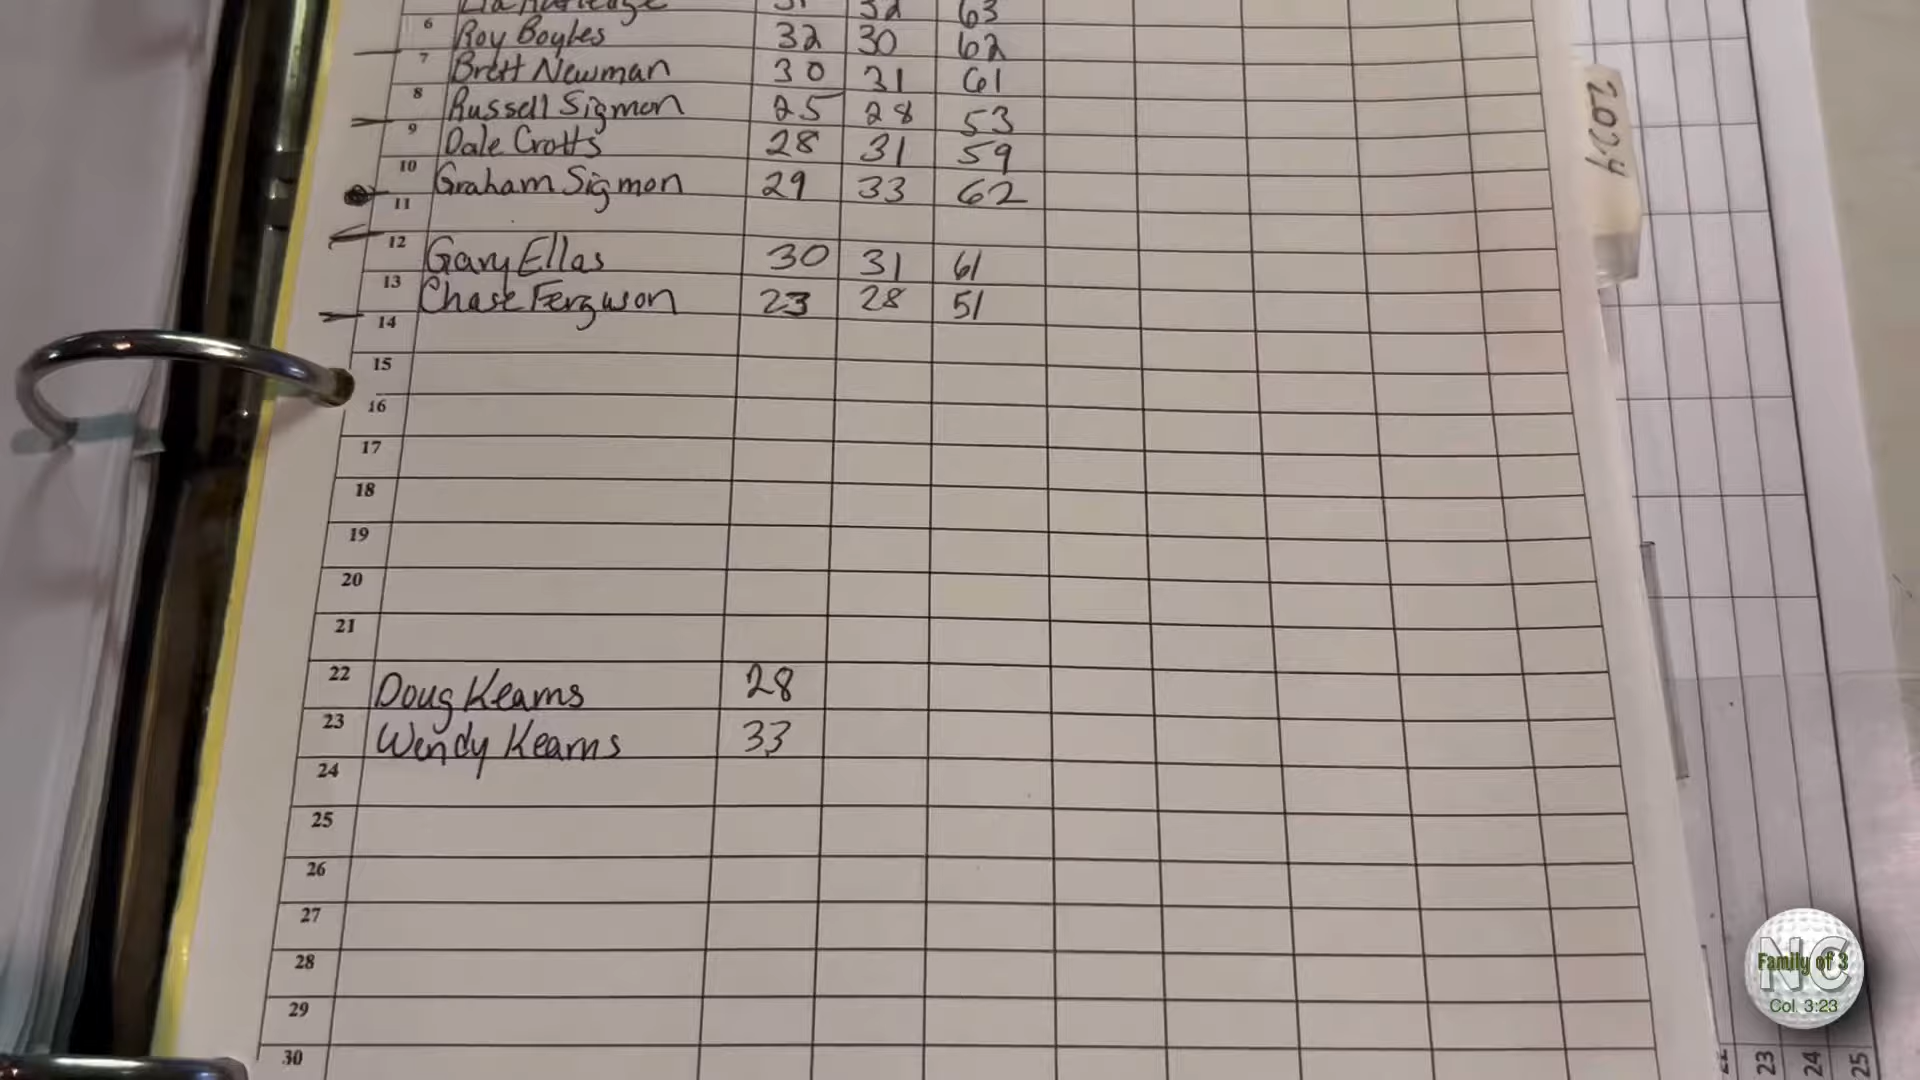 63
6 Roy Boyles 32 30 62
7 Brett Newman 30 31 61
8 Russell Sigmon 25 28 53
9 Dale Crotts 28 31 59
10 Graham Sigmon 29 33 62
11
12 Gary Ellas 30 31 61
13 Chase Ferguson 23 28 51
14
15
16
17
18
19
20
21
22 Doug Kearns 28
23 Wendy Kearns 33
24
25
26
27
28
29
30
2024
23
24
25
NC
Family of 3
Col 3:23